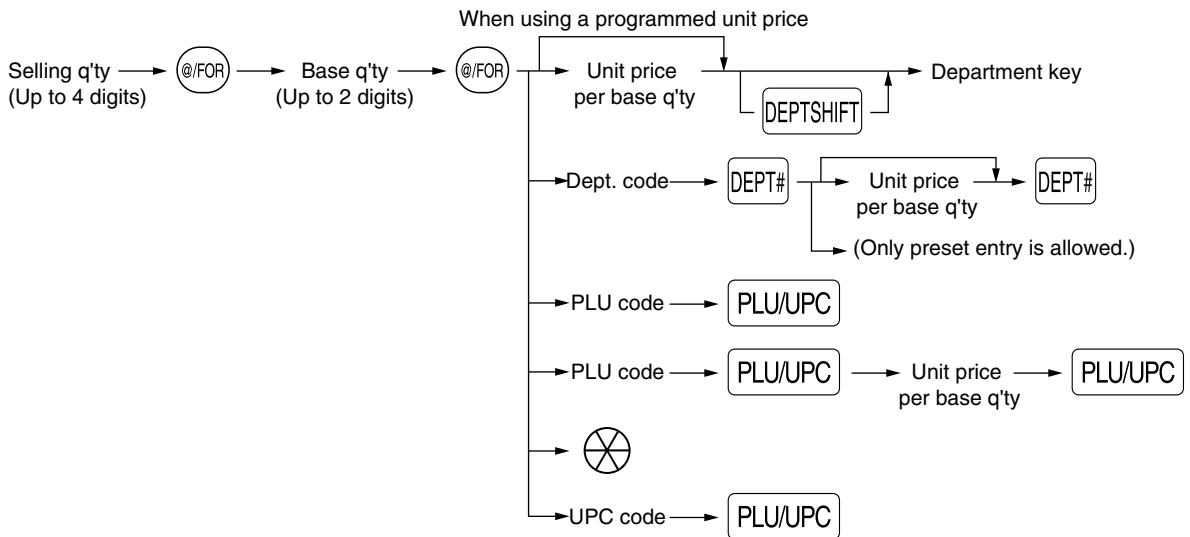 When using a programmed unit price
Selling q'ty
(Up to 4 digits)
@/FOR
Base q'ty
(Up to 2 digits)
@/FOR
Unit price
per base q'ty
DEPTSHIFT
Department key
Dept. code
DEPT#
Unit price
per base q'ty
DEPT#
(Only preset entry is allowed.)
PLU code
PLU/UPC
PLU code
PLU/UPC
Unit price
per base q'ty
PLU/UPC
UPC code
PLU/UPC